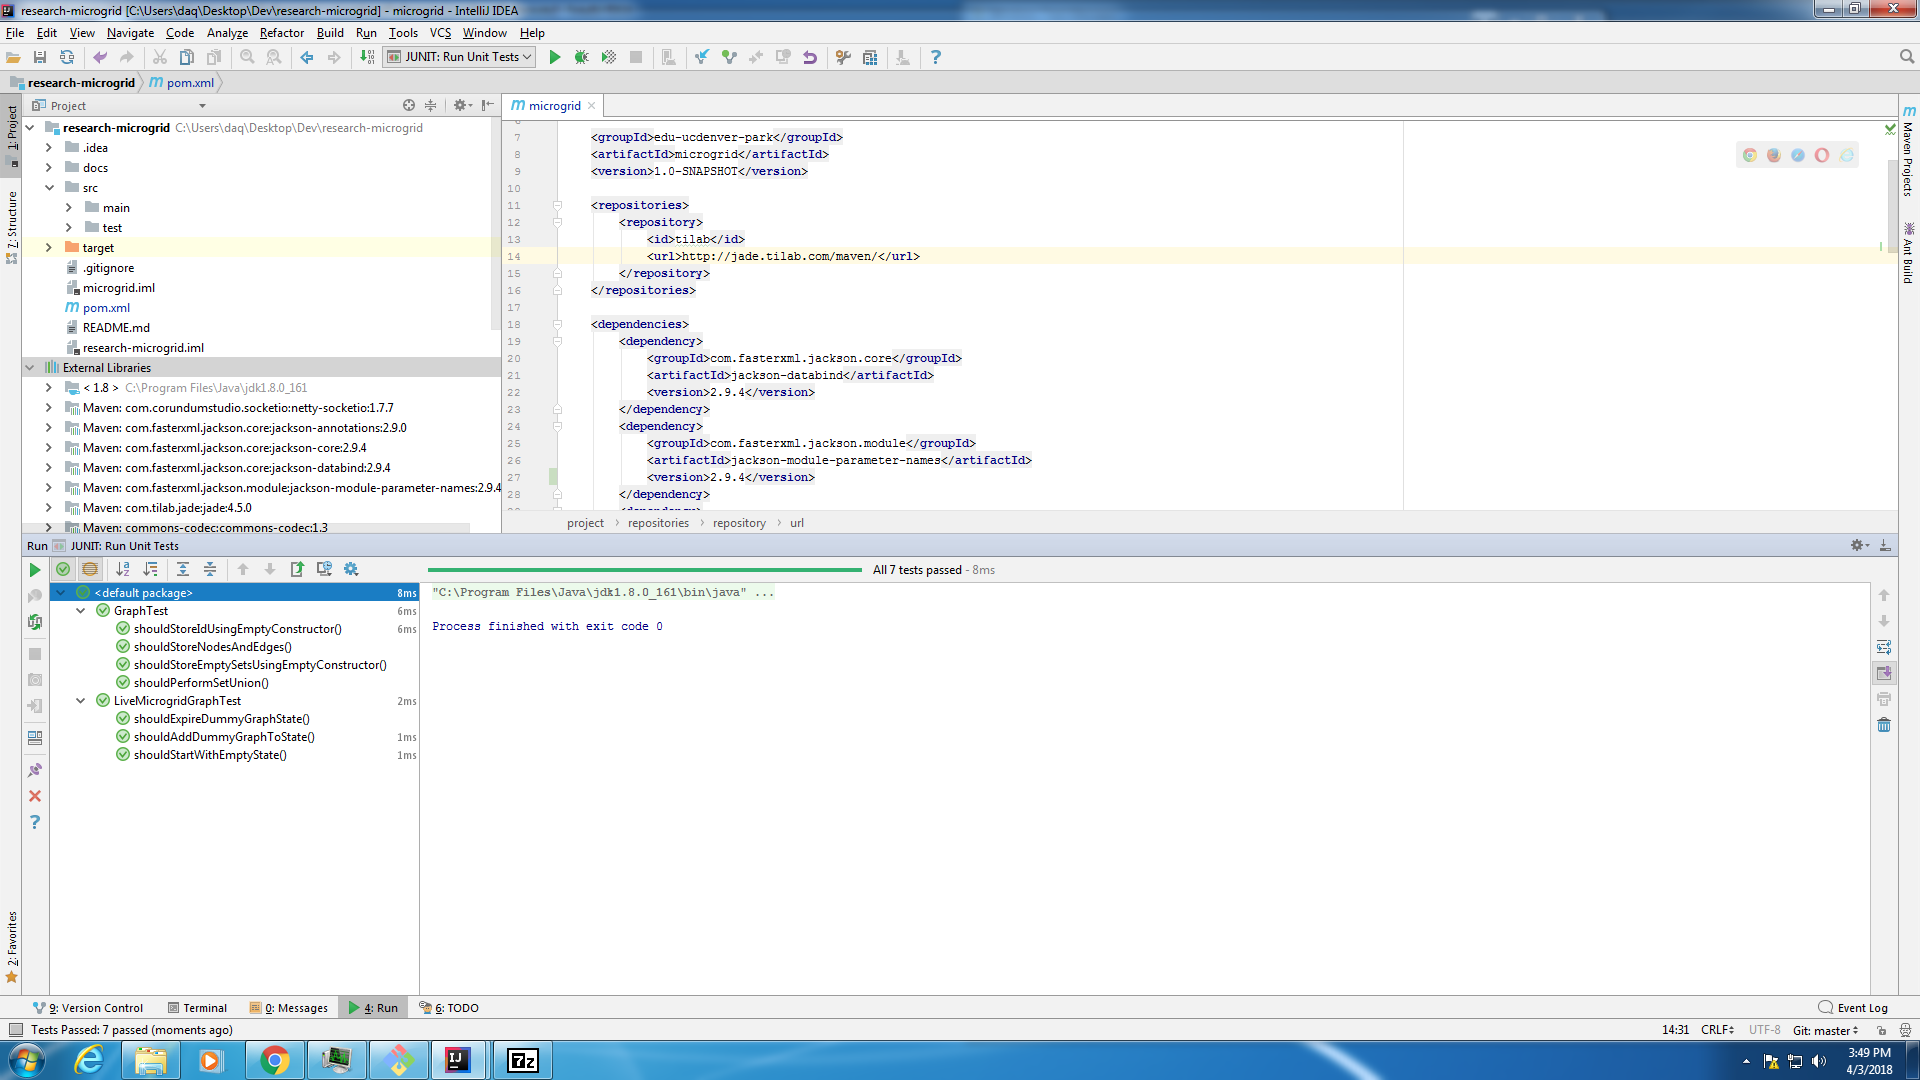 research-microgrid [C:\Users\daq\Desktop\Dev\research-microgrid] - microgrid - IntelliJ IDEA
File Edit View Navigate Code Analyze Refactor Build Run Tools VCS Window Help
JUNIT: Run Unit Tests
research-microgrid pom.xml
Project
microgrid
1: Project
7: Structure
2: Favorites
Maven Projects
Ant Build
research-microgrid C:\Users\daq\Desktop\Dev\research-microgrid
.idea
docs
src
main
test
target
.gitignore
microgrid.iml
pom.xml
README.md
research-microgrid.iml
External Libraries
< 1.8 > C:\Program Files\Java\jdk1.8.0_161
Maven: com.corundumstudio.socketio:netty-socketio:1.7.7
Maven: com.fasterxml.jackson.core:jackson-annotations:2.9.0
Maven: com.fasterxml.jackson.core:jackson-core:2.9.4
Maven: com.fasterxml.jackson.core:jackson-databind:2.9.4
Maven: com.fasterxml.jackson.module:jackson-module-parameter-names:2.9.4
Maven: com.tilab.jade:jade:4.5.0
Maven: commons-codec:commons-codec:1.3
7 <groupId>edu-ucdenver-park</groupId>
8 <artifactId>microgrid</artifactId>
9 <version>1.0-SNAPSHOT</version>
10
11 <repositories>
12 <repository>
13 <id>tilab</id>
14 <url>http://jade.tilab.com/maven/</url>
15 </repository>
16 </repositories>
17
18 <dependencies>
19 <dependency>
20 <groupId>com.fasterxml.jackson.core</groupId>
21 <artifactId>jackson-databind</artifactId>
22 <version>2.9.4</version>
23 </dependency>
24 <dependency>
25 <groupId>com.fasterxml.jackson.module</groupId>
26 <artifactId>jackson-module-parameter-names</artifactId>
27 <version>2.9.4</version>
28 </dependency>
project › repositories › repository › url
Run JUNIT: Run Unit Tests
All 7 tests passed - 8ms
<default package> 8ms
GraphTest 6ms
shouldStoreIdUsingEmptyConstructor() 6ms
shouldStoreNodesAndEdges()
shouldStoreEmptySetsUsingEmptyConstructor()
shouldPerformSetUnion()
LiveMicrogridGraphTest 2ms
shouldExpireDummyGraphState()
shouldAddDummyGraphToState() 1ms
shouldStartWithEmptyState() 1ms
"C:\Program Files\Java\jdk1.8.0_161\bin\java" ...
Process finished with exit code 0
9: Version Control Terminal 0: Messages 4: Run 6: TODO Event Log
Tests Passed: 7 passed (moments ago) 14:31 CRLF UTF-8 Git: master
3:49 PM
4/3/2018